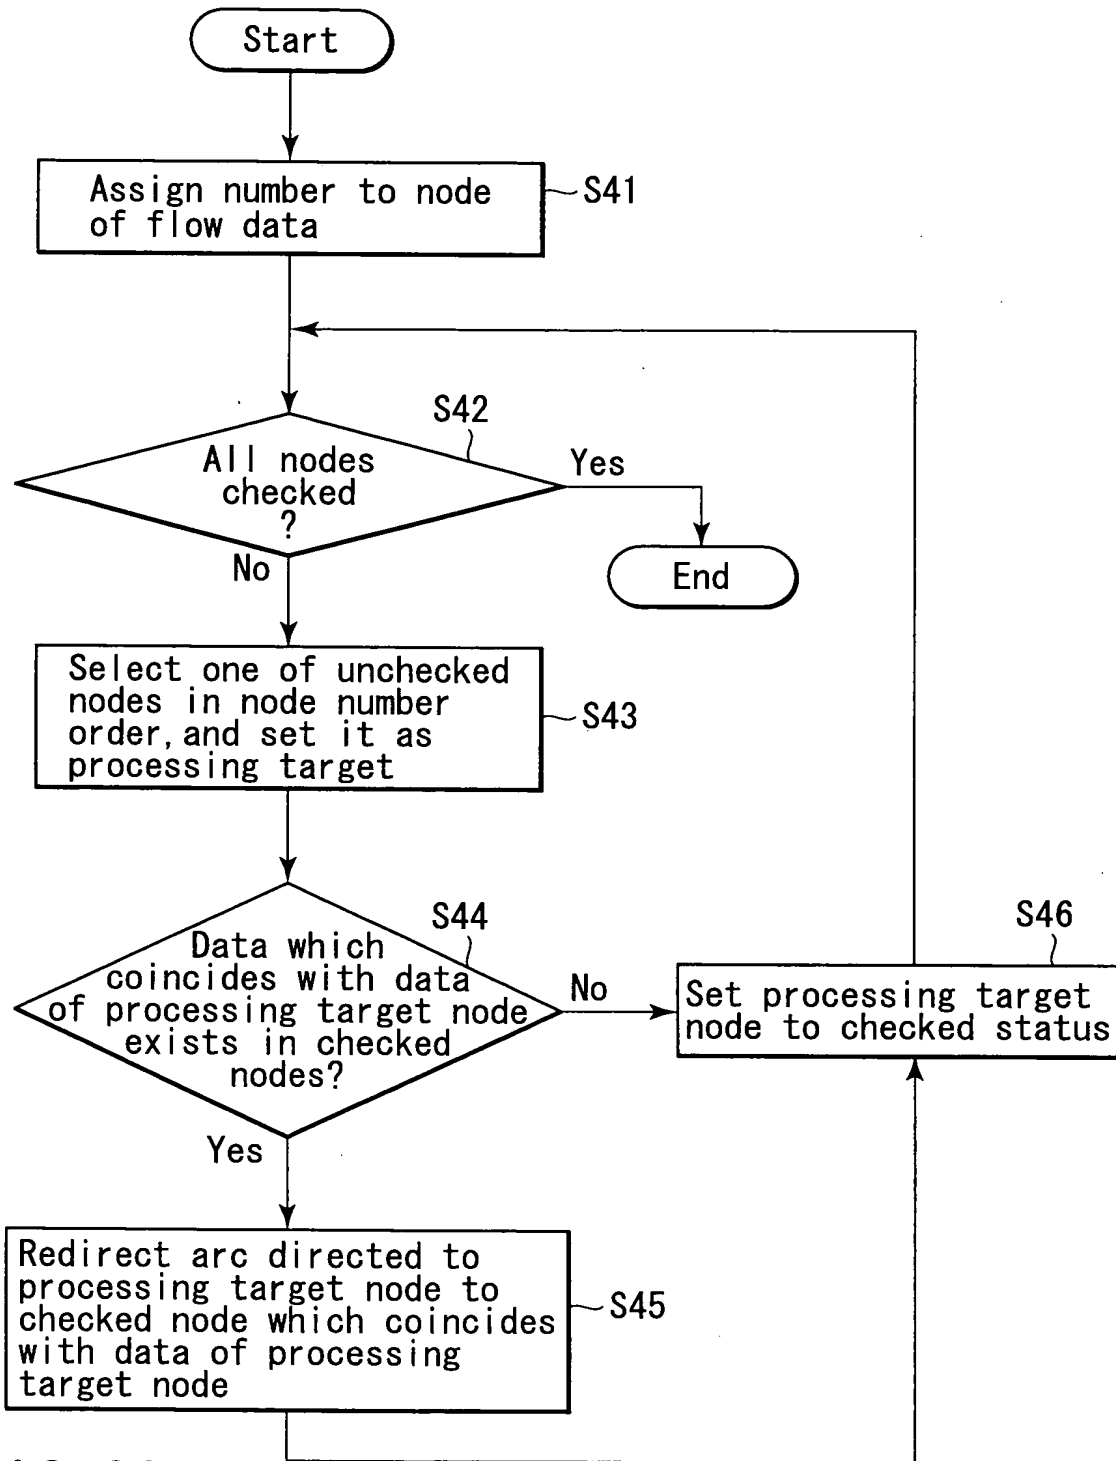 Start
Assign number to node
of flow data
S41
S42
All nodes
checked
?
Yes
No
End
Select one of unchecked
nodes in node number
order, and set it as
processing target
S43
S44
Data which
coincides with data
of processing target node
exists in checked
nodes?
No
Yes
S46
Set processing target
node to checked status
Redirect arc directed to
processing target node to
checked node which coincides
with data of processing
target node
S45